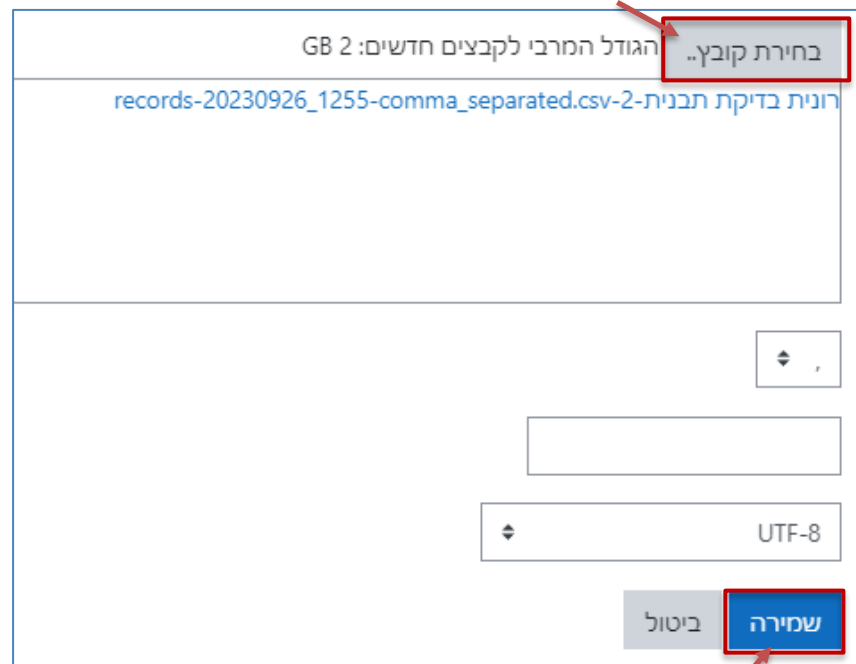 בחירת קובץ.. הגודל המרבי לקבצים חדשים: 2 GB
רונית בדיקת תבנית-2-records-20230926_1255-comma_separated.csv
,
UTF-8
שמירה ביטול